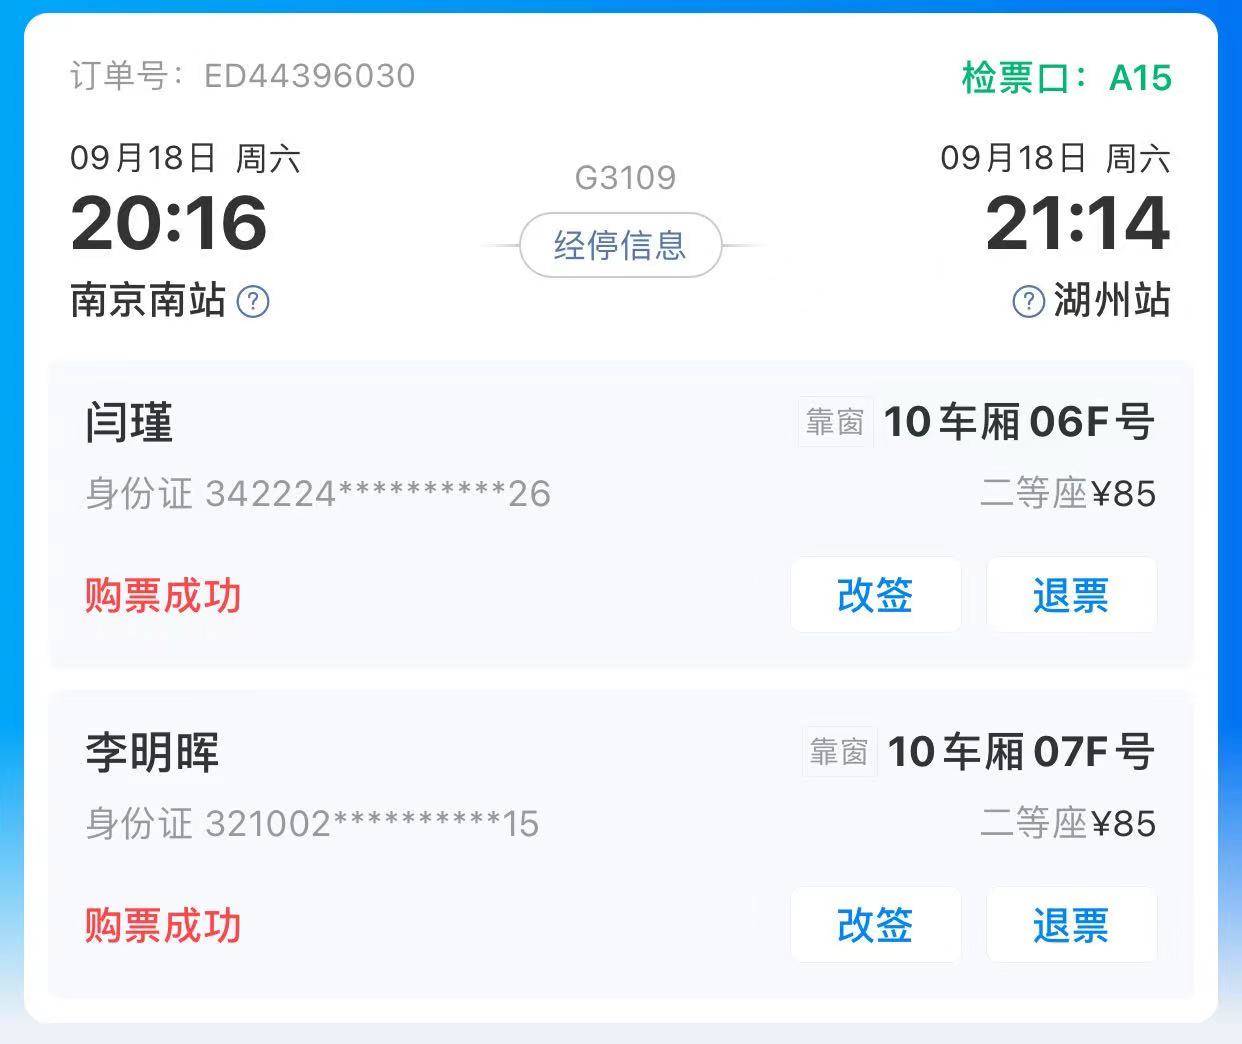 订单号：ED44396030
检票口：A15
09月18日 周六
20:16
南京南站 ?
G3109
经停信息
09月18日 周六
21:14
? 湖州站
闫瑾
靠窗 10车厢06F号
身份证 342224**********26
二等座¥85
购票成功
改签
退票
李明晖
靠窗 10车厢07F号
身份证 321002**********15
二等座¥85
购票成功
改签
退票